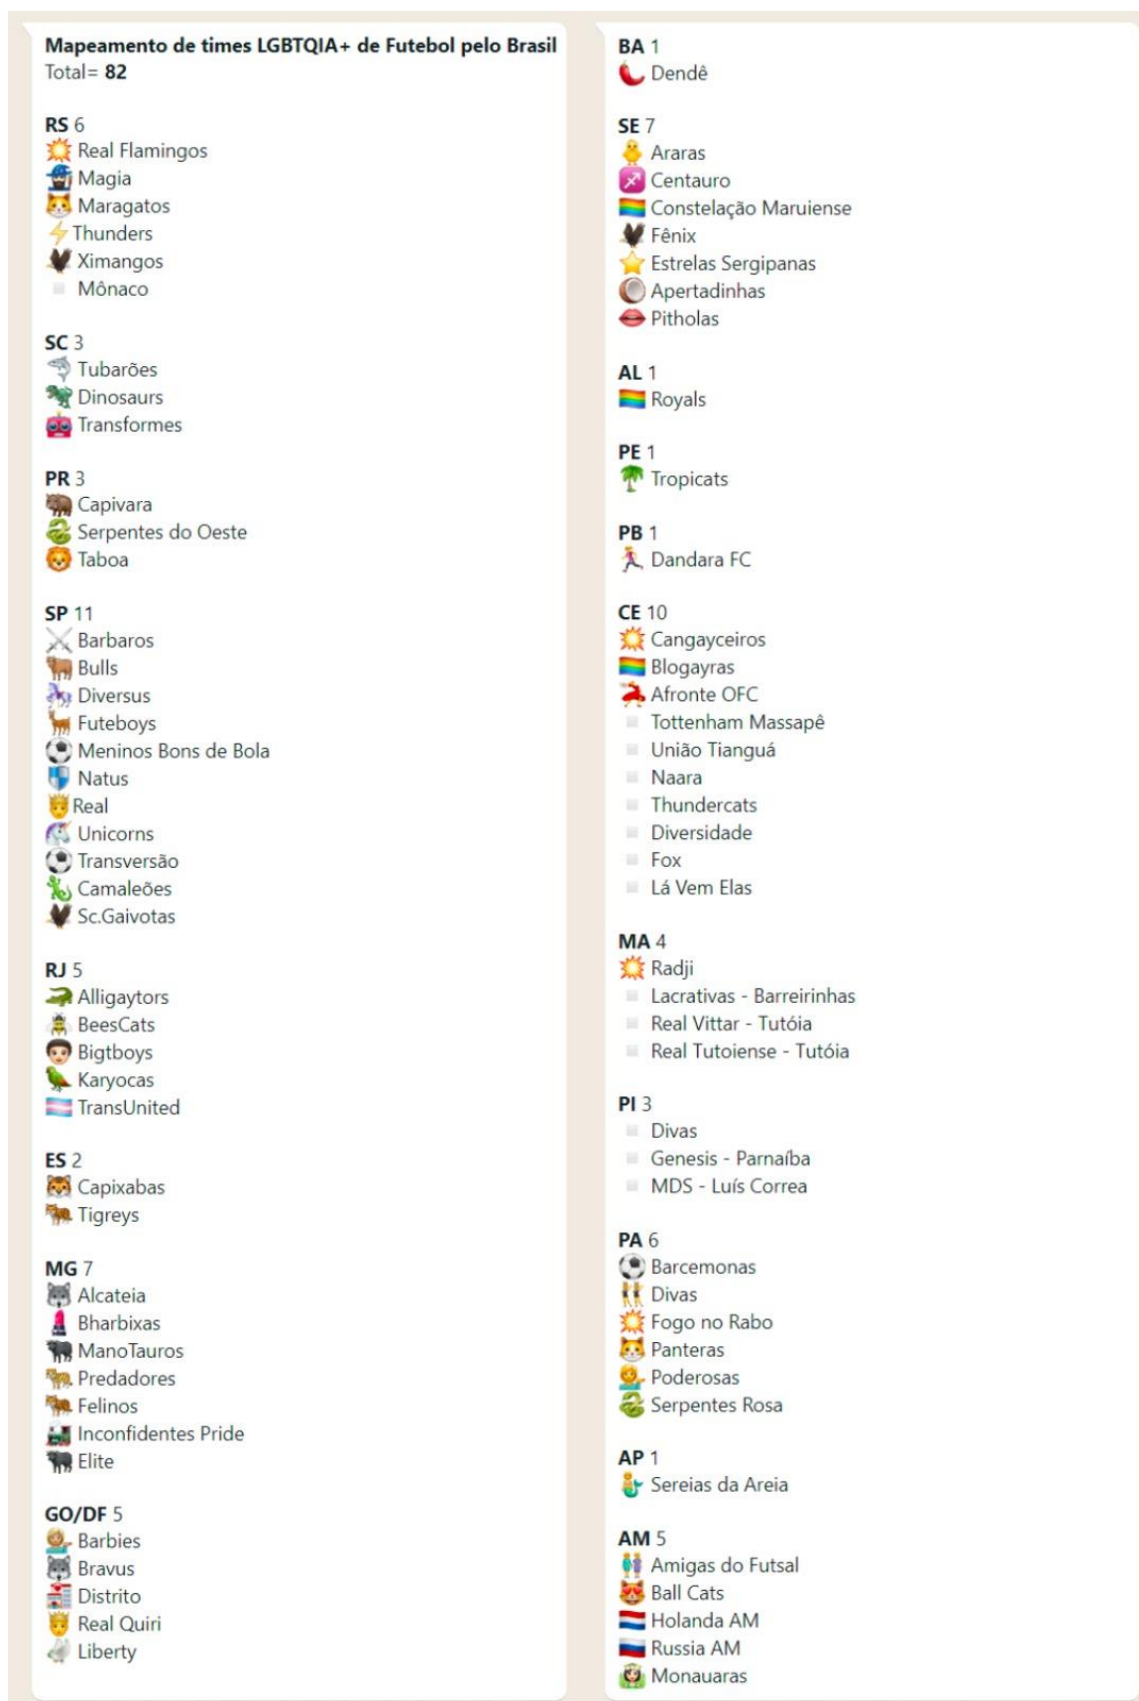 Mapeamento de times LGBTQIA+ de Futebol pelo Brasil
Total= 82
RS 6
Real Flamingos
Magia
Maragatos
Thunders
Ximangos
Mônaco
SC 3
Tubarões
Dinosaurs
Transformes
PR 3
Capivara
Serpentes do Oeste
Taboa
SP 11
Barbaros
Bulls
Diversus
Futeboys
Meninos Bons de Bola
Natus
Real
Unicorns
Transversão
Camaleões
Sc.Gaivotas
RJ 5
Alligaytors
BeesCats
Bigtboys
Karyocas
TransUnited
ES 2
Capixabas
Tigreys
MG 7
Alcateia
Bharbixas
ManoTauros
Predadores
Felinos
Inconfidentes Pride
Elite
GO/DF 5
Barbies
Bravus
Distrito
Real Quiri
Liberty
BA 1
Dendê
SE 7
Araras
Centauro
Constelação Maruiense
Fênix
Estrelas Sergipanas
Apertadinhas
Pitholas
AL 1
Royals
PE 1
Tropicats
PB 1
Dandara FC
CE 10
Cangayceiros
Blogayras
Afronte OFC
Tottenham Massapê
União Tianguá
Naara
Thundercats
Diversidade
Fox
Lá Vem Elas
MA 4
Radji
Lacrativas - Barreirinhas
Real Vittar - Tutóia
Real Tutoiense - Tutóia
PI 3
Divas
Genesis - Parnaíba
MDS - Luís Correa
PA 6
Barcemonas
Divas
Fogo no Rabo
Panteras
Poderosas
Serpentes Rosa
AP 1
Sereias da Areia
AM 5
Amigas do Futsal
Ball Cats
Holanda AM
Russia AM
Monauaras